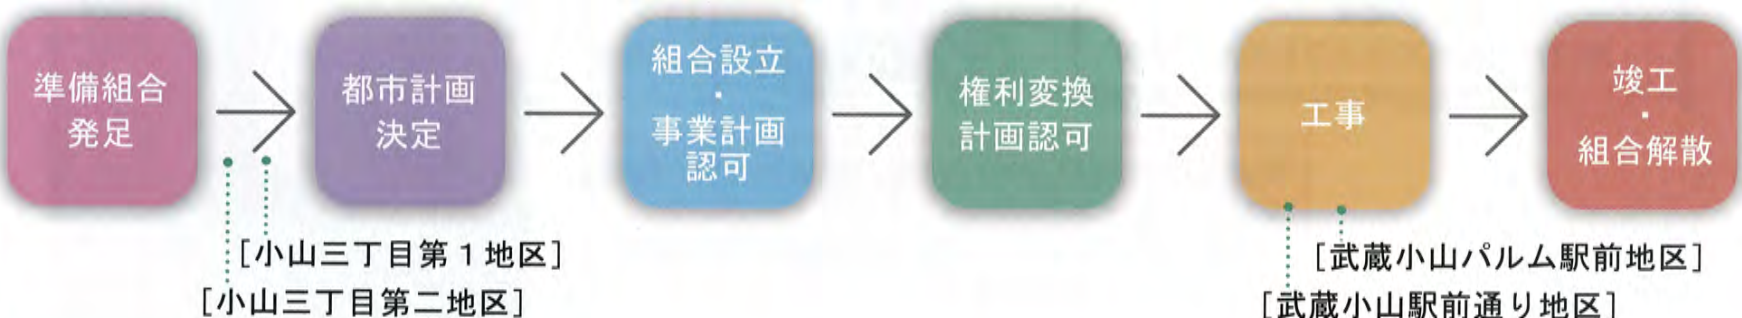 準備組合
発足
都市計画
決定
組合設立
・
事業計画
認可
権利変換
計画認可
工事
竣工
・
組合解散
[小山三丁目第１地区]
[小山三丁目第二地区]
[武蔵小山パルム駅前地区]
[武蔵小山駅前通り地区]